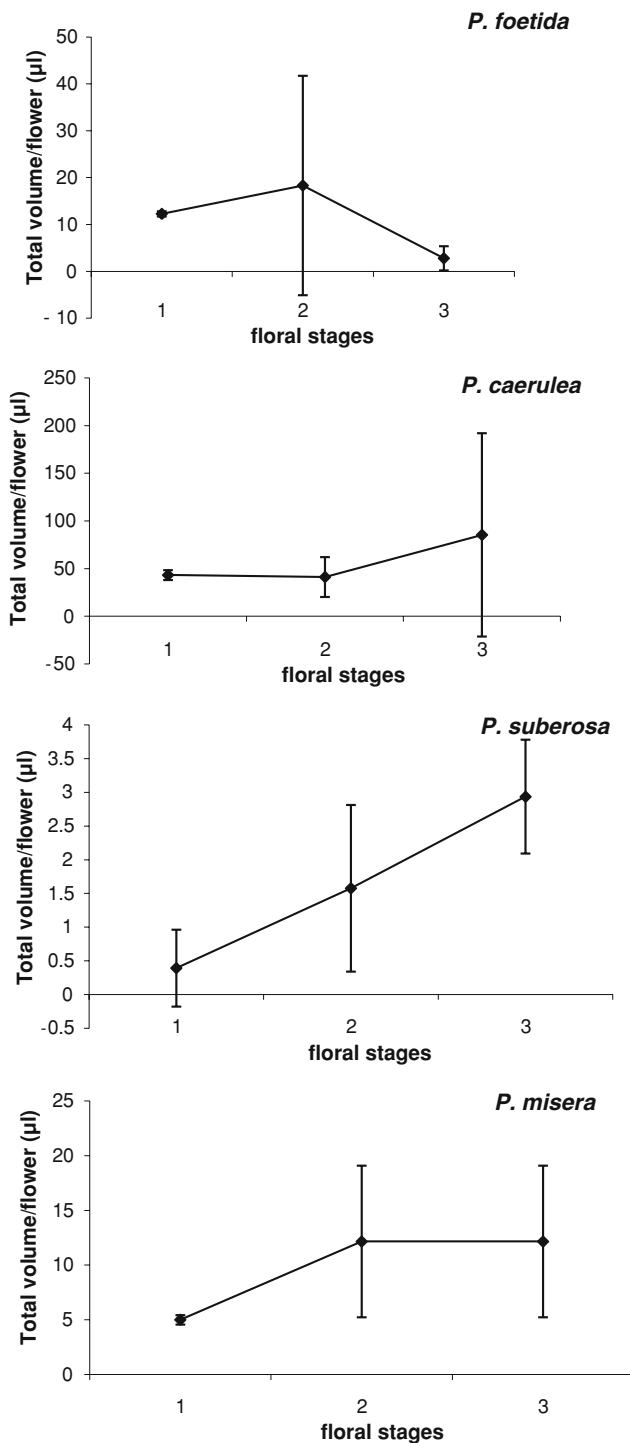 P. foetida
Total volume/flower (µl)
50
40
30
20
10
0
- 10
1 2 3
floral stages
P. caerulea
Total volume/flower (µl)
250
200
150
100
50
0
-50
1 2 3
floral stages
P. suberosa
Total volume/flower (µl)
4
3.5
3
2.5
2
1.5
1
0.5
0
-0.5
1 2 3
floral stages
P. misera
Total volume/flower (µl)
25
20
15
10
5
0
1 2 3
floral stages